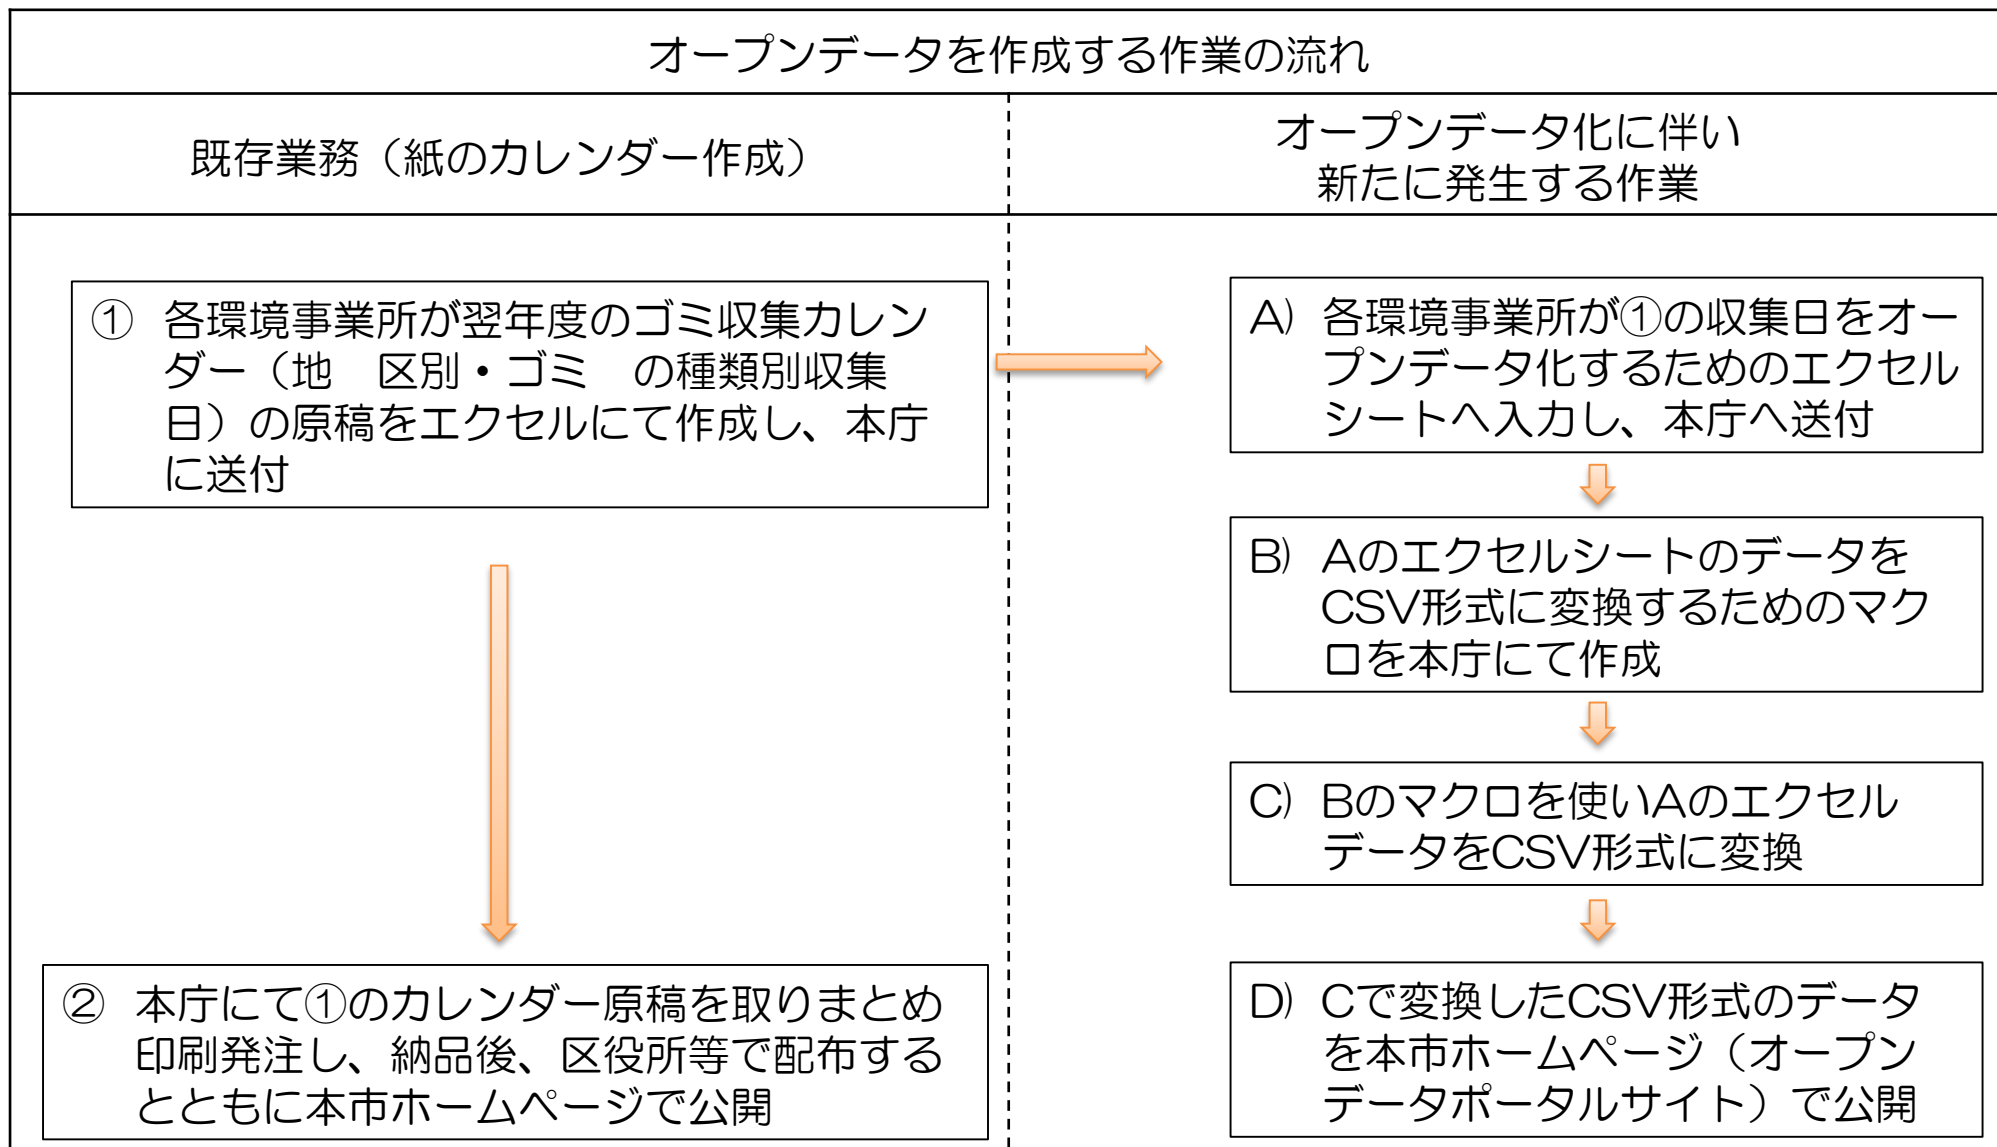 オープンデータを作成する作業の流れ
既存業務（紙のカレンダー作成）
オープンデータ化に伴い
新たに発生する作業
① 各環境事業所が翌年度のゴミ収集カレン
ダー（地　区別・ゴミ　の種類別収集
日）の原稿をエクセルにて作成し、本庁
に送付
② 本庁にて①のカレンダー原稿を取りまとめ
印刷発注し、納品後、区役所等で配布する
とともに本市ホームページで公開
A) 各環境事業所が①の収集日をオー
プンデータ化するためのエクセル
シートへ入力し、本庁へ送付
B) Aのエクセルシートのデータを
CSV形式に変換するためのマク
ロを本庁にて作成
C) Bのマクロを使いAのエクセル
データをCSV形式に変換
D) Cで変換したCSV形式のデータ
を本市ホームページ（オープン
データポータルサイト）で公開